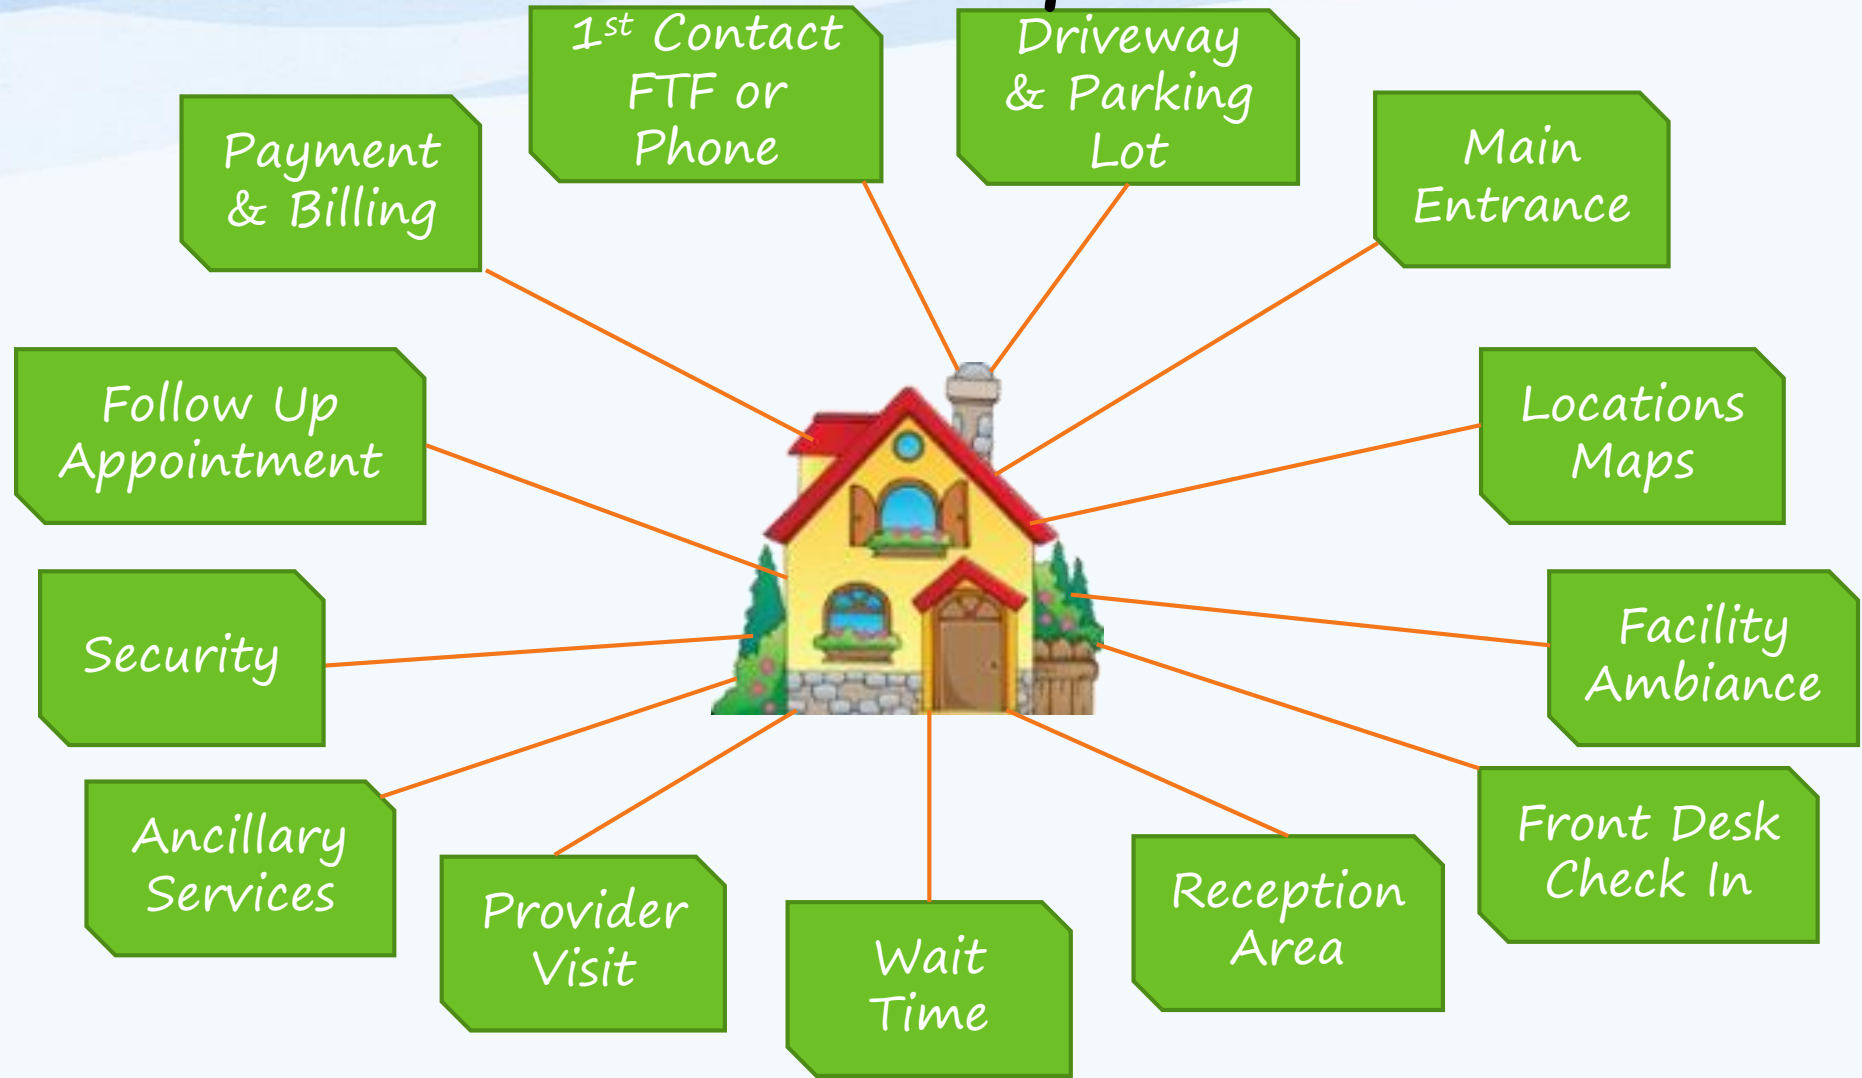 1st Contact
FTF or
Phone
Driveway
& Parking
Lot
Main
Entrance
Locations
Maps
Facility
Ambiance
Front Desk
Check In
Reception
Area
Wait
Time
Provider
Visit
Ancillary
Services
Security
Follow Up
Appointment
Payment
& Billing